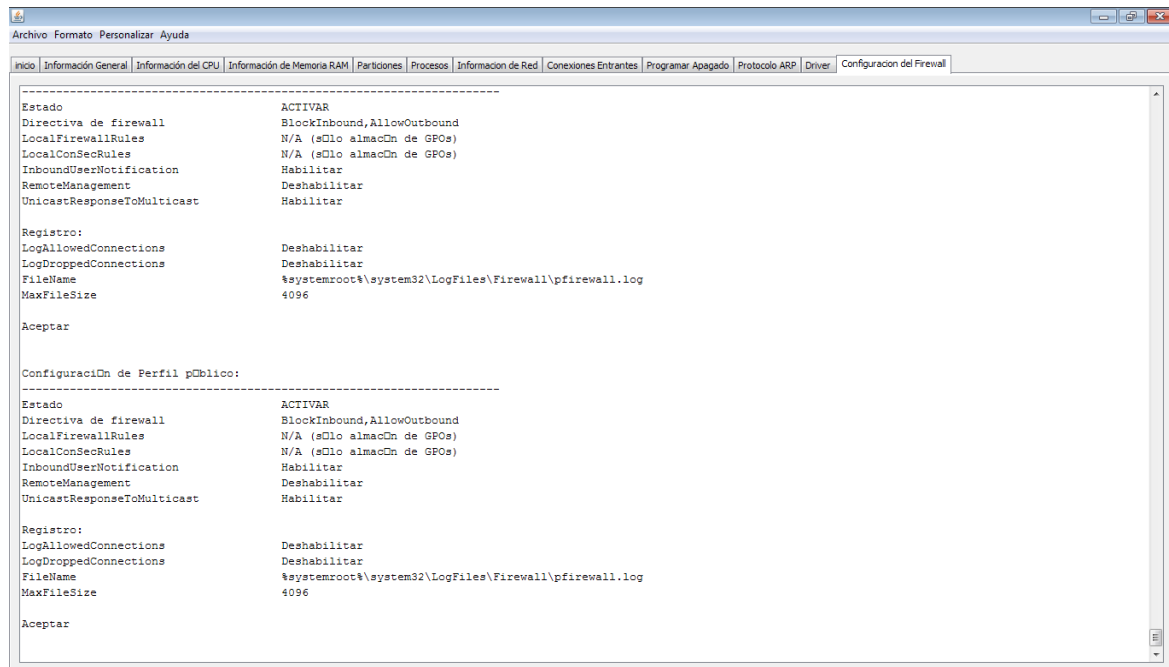 Archivo Formato Personalizar Ayuda
inicio Información General Información del CPU Información de Memoria RAM Particiones Procesos Informacion de Red Conexiones Entrantes Programar Apagado Protocolo ARP Driver Configuracion del Firewall
----------------------------------------------------------------------
Estado ACTIVAR
Directiva de firewall BlockInbound,AllowOutbound
LocalFirewallRules N/A (s□lo almac□n de GPOs)
LocalConSecRules N/A (s□lo almac□n de GPOs)
InboundUserNotification Habilitar
RemoteManagement Deshabilitar
UnicastResponseToMulticast Habilitar
Registro:
LogAllowedConnections Deshabilitar
LogDroppedConnections Deshabilitar
FileName %systemroot%\system32\LogFiles\Firewall\pfirewall.log
MaxFileSize 4096
Aceptar
Configuraci□n de Perfil p□blico:
----------------------------------------------------------------------
Estado ACTIVAR
Directiva de firewall BlockInbound,AllowOutbound
LocalFirewallRules N/A (s□lo almac□n de GPOs)
LocalConSecRules N/A (s□lo almac□n de GPOs)
InboundUserNotification Habilitar
RemoteManagement Deshabilitar
UnicastResponseToMulticast Habilitar
Registro:
LogAllowedConnections Deshabilitar
LogDroppedConnections Deshabilitar
FileName %systemroot%\system32\LogFiles\Firewall\pfirewall.log
MaxFileSize 4096
Aceptar